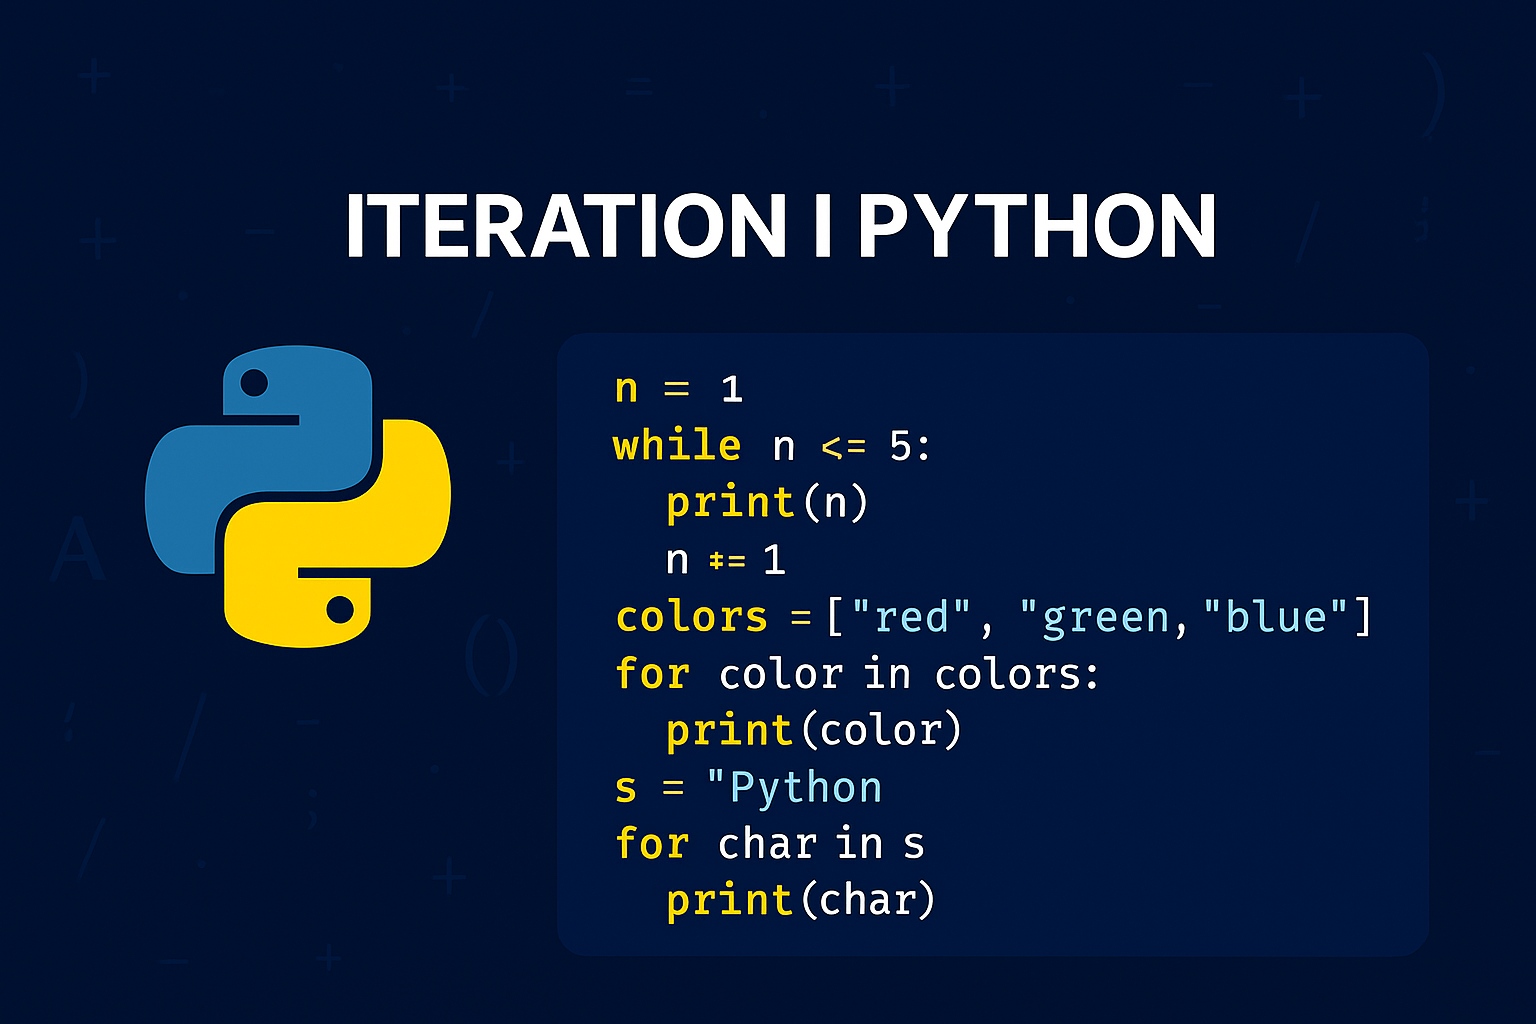 ITERATION I PYTHON
n = 1
while n <= 5:
print(n)
n += 1
colors =["red", "green,"blue"]
for color in colors:
print(color)
s = "Python
for char in s
print(char)